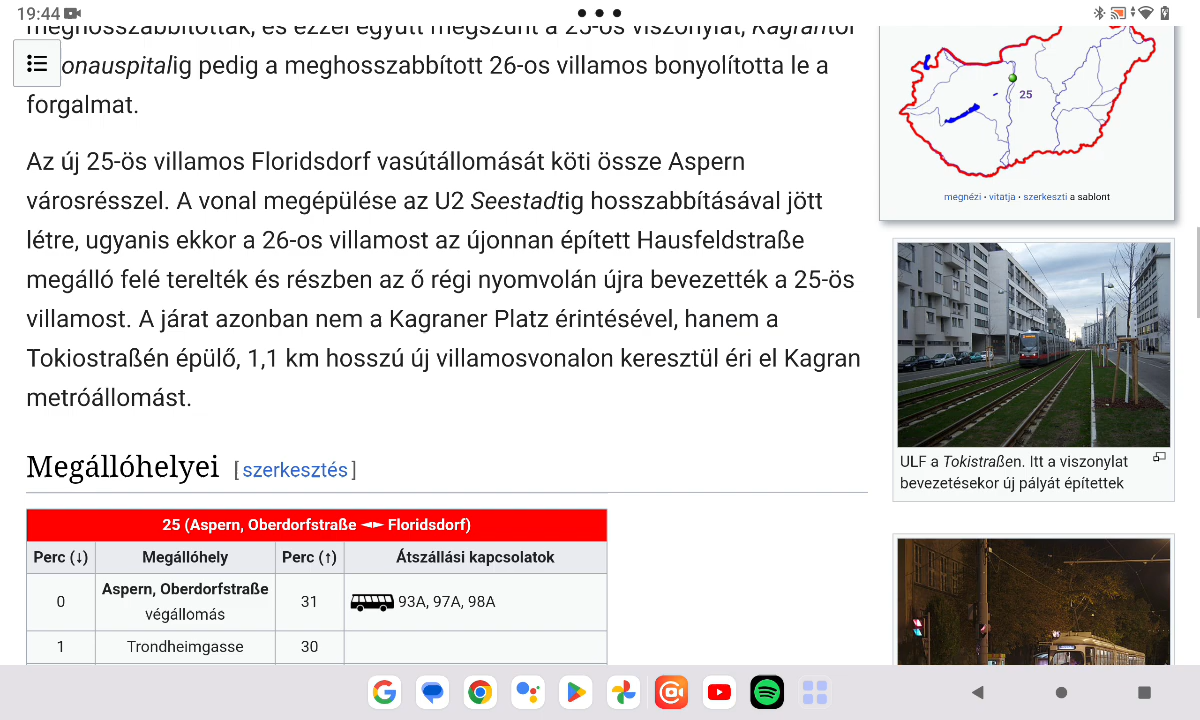 19:44
meghosszabbították, és ezzel együtt megszűnt a 25-ös viszonylat, Kagrantól
onauspitalig pedig a meghosszabbított 26-os villamos bonyolította le a
forgalmat.
Az új 25-ös villamos Floridsdorf vasútállomását köti össze Aspern
városrésszel. A vonal megépülése az U2 Seestadtig hosszabbításával jött
létre, ugyanis ekkor a 26-os villamost az újonnan épített Hausfeldstraße
megálló felé terelték és részben az ő régi nyomvolán újra bevezették a 25-ös
villamost. A járat azonban nem a Kagraner Platz érintésével, hanem a
Tokiostraßén épülő, 1,1 km hosszú új villamosvonalon keresztül éri el Kagran
metróállomást.
Megállóhelyei [szerkesztés]
25 (Aspern, Oberdorfstraße ◄► Floridsdorf)
Perc (↓) Megállóhely Perc (↑) Átszállási kapcsolatok
0 Aspern, Oberdorfstraße végállomás 31 93A, 97A, 98A
1 Trondheimgasse 30
25
megnézi • vitatja • szerkeszti a sablont
ULF a Tokistraßen. Itt a viszonylat
bevezetésekor új pályát építettek